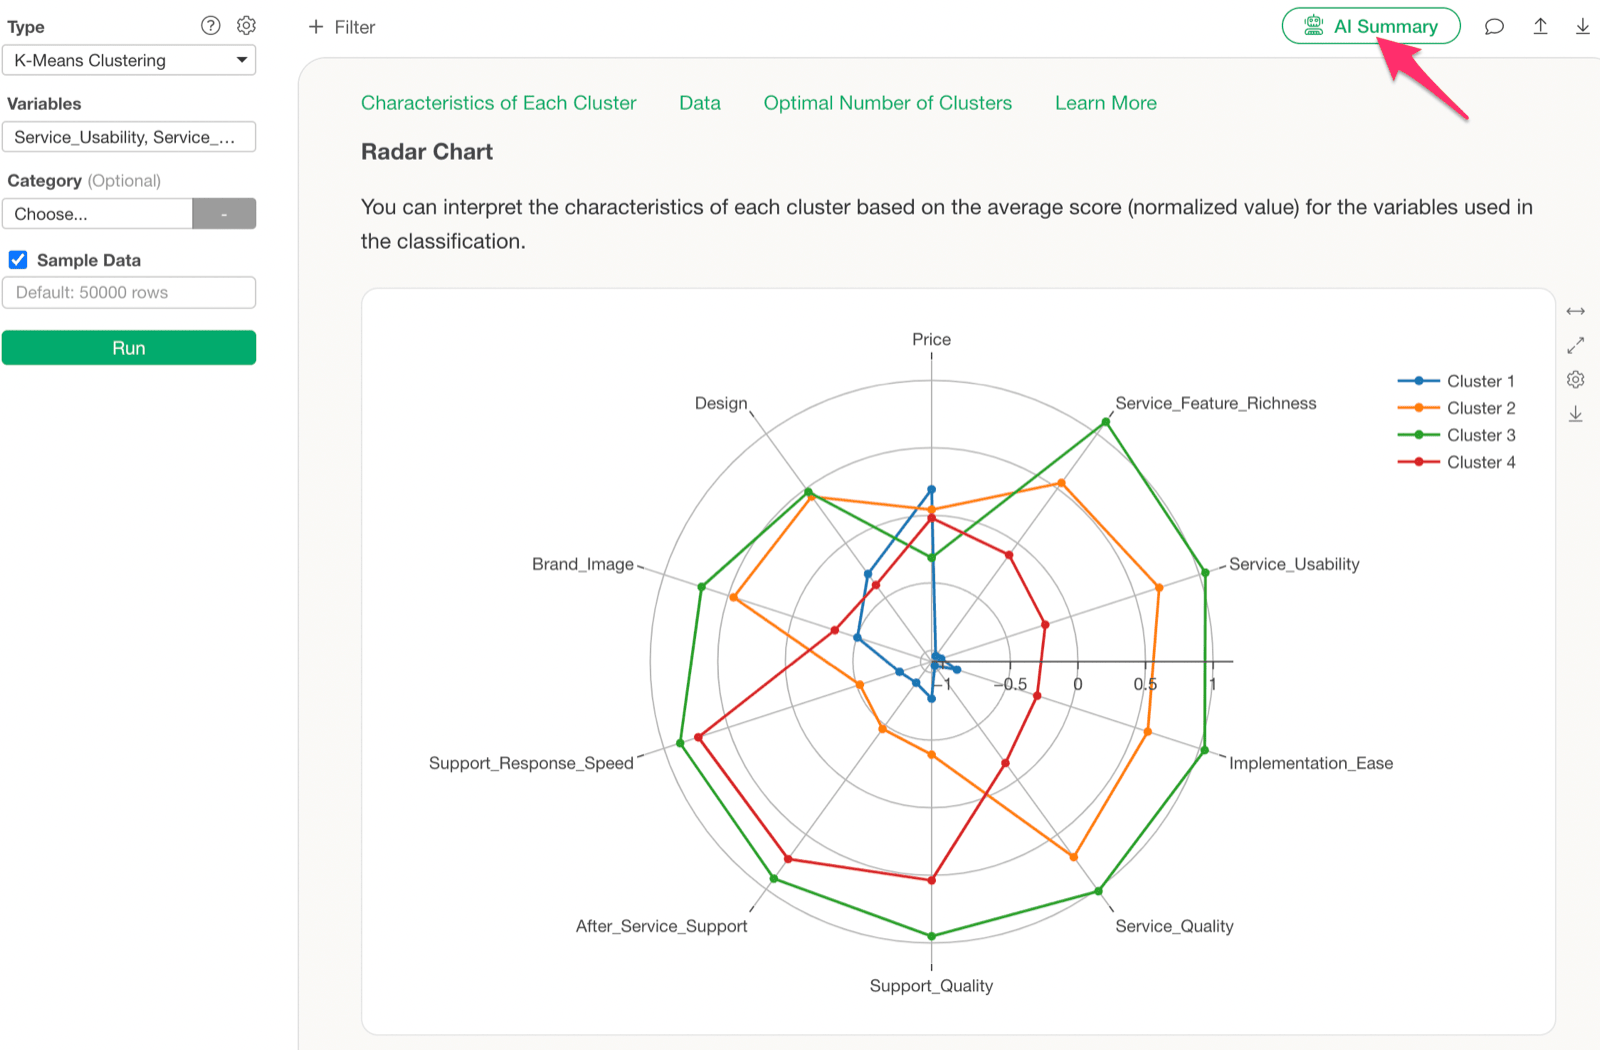 Type
K-Means Clustering
Variables
Service_Usability, Service_...
Category (Optional)
Choose...
-
Sample Data
Default: 50000 rows
Run
+ Filter
AI Summary
Characteristics of Each Cluster
Data
Optimal Number of Clusters
Learn More
Radar Chart
You can interpret the characteristics of each cluster based on the average score (normalized value) for the variables used in
the classification.
Price
Design
Service_Feature_Richness
Cluster 1
Cluster 2
Cluster 3
Cluster 4
Brand_Image
Service_Usability
−1
−0.5
0
0.5
1
Support_Response_Speed
Implementation_Ease
After_Service_Support
Service_Quality
Support_Quality